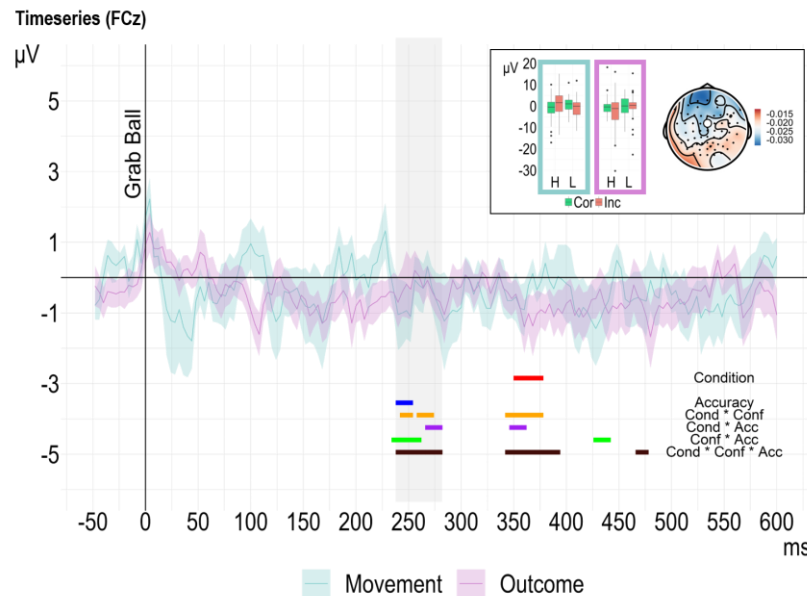 Timeseries (FCz)
µV
6
3
1
-1
-3
-5
Grab Ball
µV
20
10
0
-10
-20
-30
H L H L
Cor Inc
-0.015
-0.020
-0.025
-0.030
Condition
Accuracy
Cond * Conf
Cond * Acc
Conf * Acc
Cond * Conf * Acc
-50 0 50 100 150 200 250 300 350 400 450 500 550 600
ms
Movement Outcome